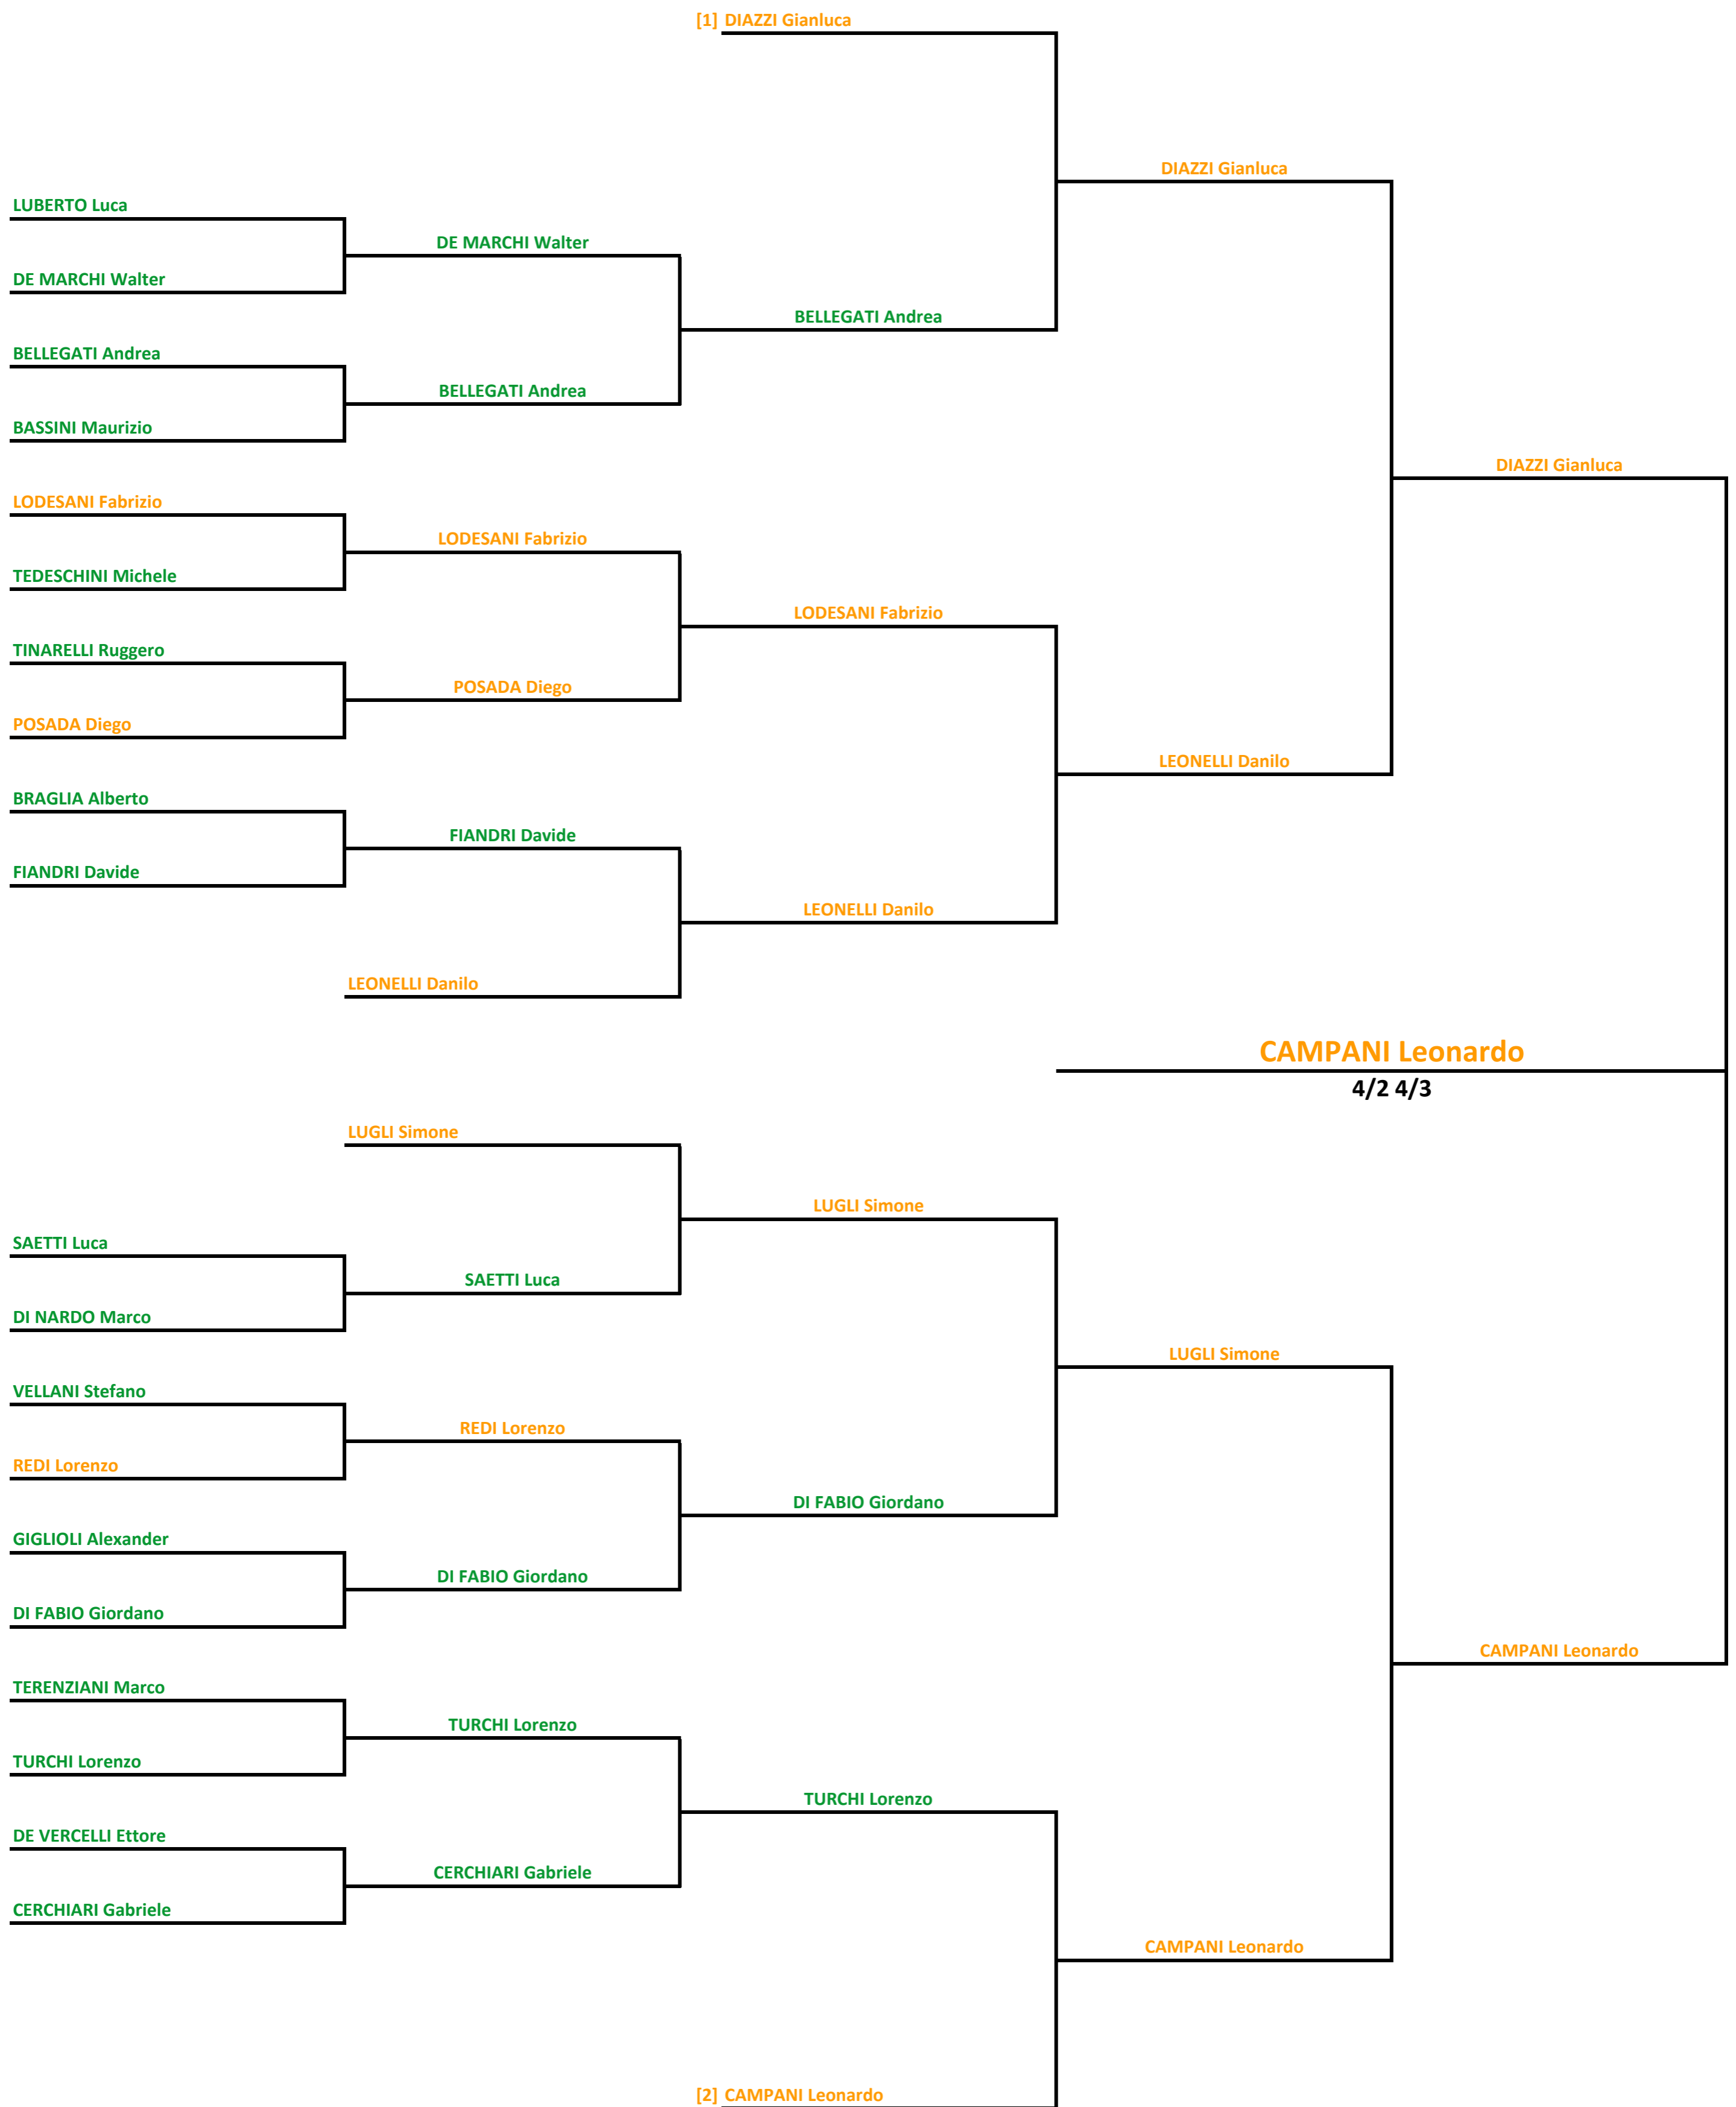 [1] DIAZZI Gianluca
DIAZZI Gianluca
LUBERTO Luca
DE MARCHI Walter
DE MARCHI Walter
BELLEGATI Andrea
BELLEGATI Andrea
BELLEGATI Andrea
BASSINI Maurizio
DIAZZI Gianluca
LODESANI Fabrizio
LODESANI Fabrizio
TEDESCHINI Michele
LODESANI Fabrizio
TINARELLI Ruggero
POSADA Diego
POSADA Diego
LEONELLI Danilo
BRAGLIA Alberto
FIANDRI Davide
FIANDRI Davide
LEONELLI Danilo
LEONELLI Danilo
CAMPANI Leonardo
4/2 4/3
LUGLI Simone
LUGLI Simone
SAETTI Luca
SAETTI Luca
DI NARDO Marco
LUGLI Simone
VELLANI Stefano
REDI Lorenzo
REDI Lorenzo
DI FABIO Giordano
GIGLIOLI Alexander
DI FABIO Giordano
DI FABIO Giordano
CAMPANI Leonardo
TERENZIANI Marco
TURCHI Lorenzo
TURCHI Lorenzo
TURCHI Lorenzo
DE VERCELLI Ettore
CERCHIARI Gabriele
CERCHIARI Gabriele
CAMPANI Leonardo
[2] CAMPANI Leonardo